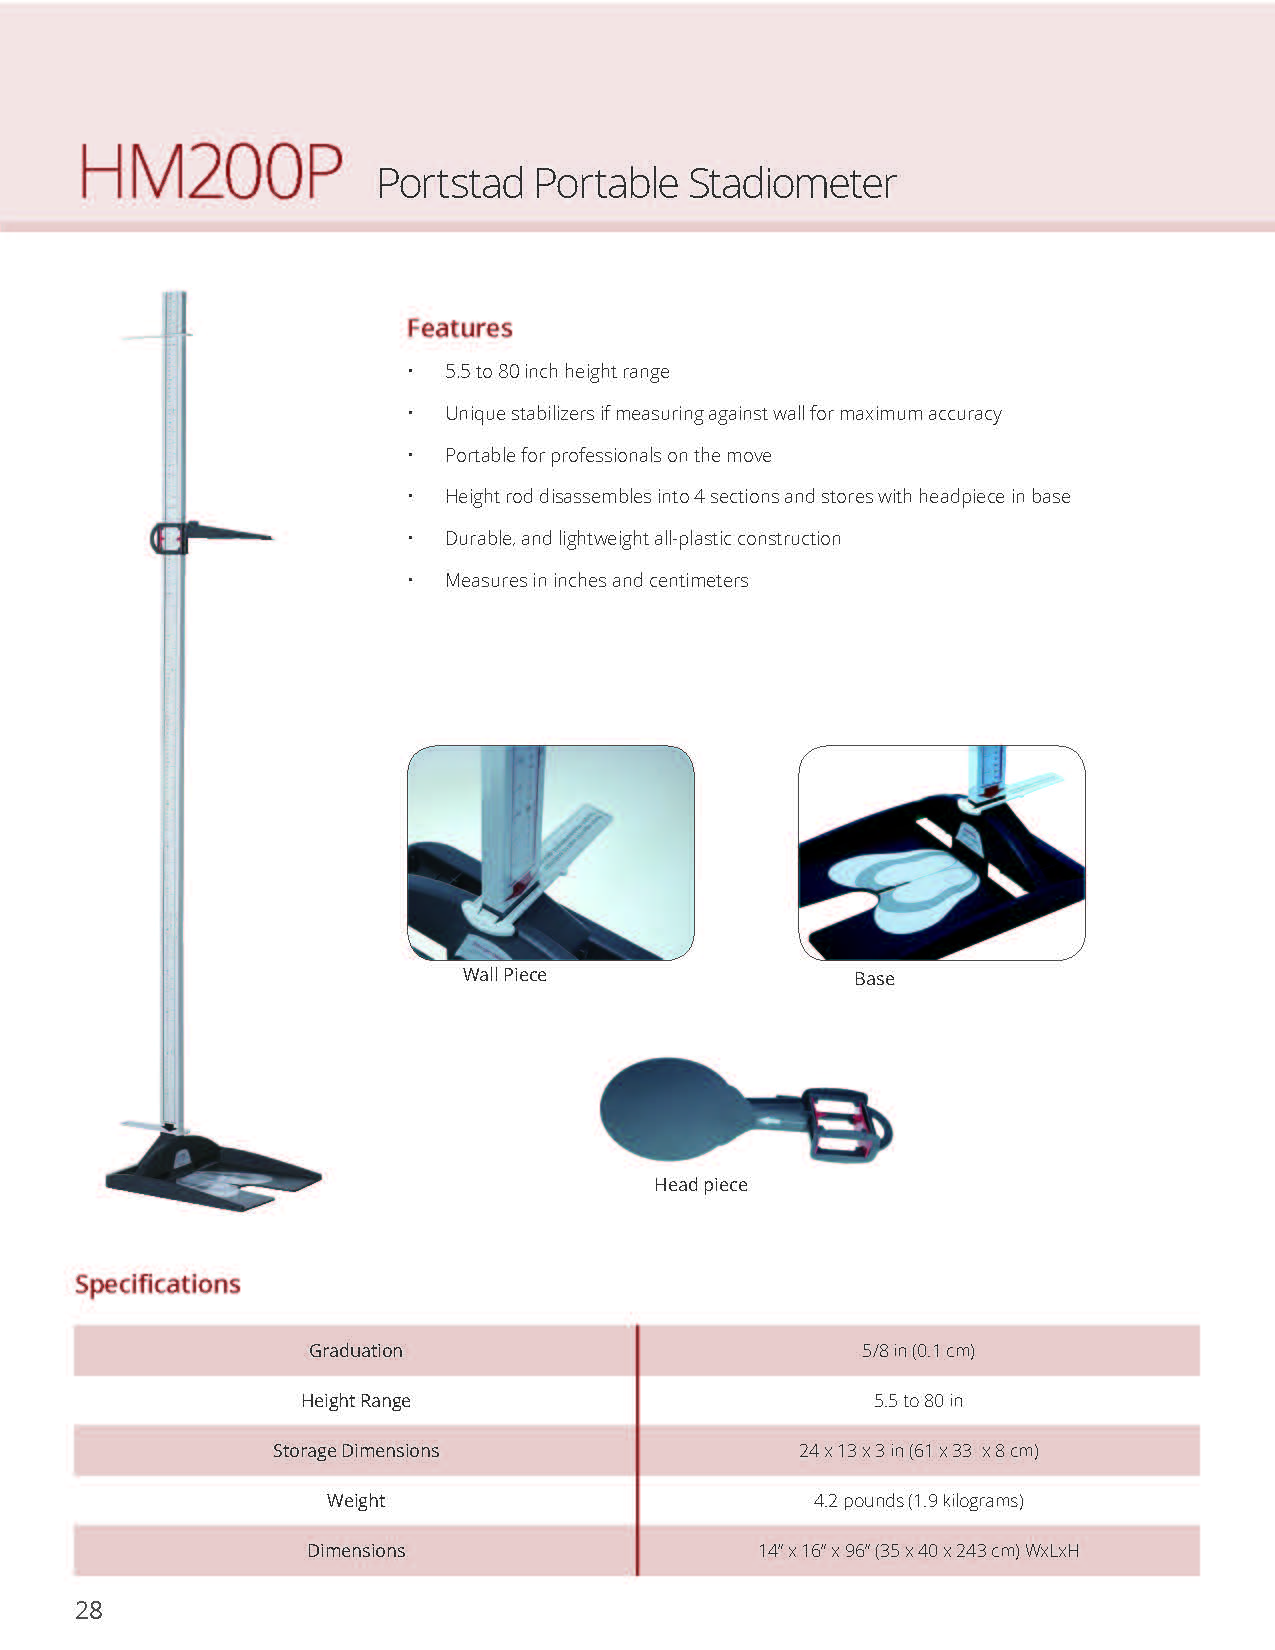 HM200P Portstad Portable Stadiometer
Features
• 5.5 to 80 inch height range
• Unique stabilizers if measuring against wall for maximum accuracy
• Portable for professionals on the move
• Height rod disassembles into 4 sections and stores with headpiece in base
• Durable, and lightweight all-plastic construction
• Measures in inches and centimeters
Wall Piece
Base
Head piece
Specifications
Graduation 5/8 in (0.1 cm)
Height Range 5.5 to 80 in
Storage Dimensions 24 x 13 x 3 in (61 x 33  x 8 cm)
Weight 4.2 pounds (1.9 kilograms)
Dimensions 14“ x 16“ x 96“ (35 x 40 x 243 cm) WxLxH
28